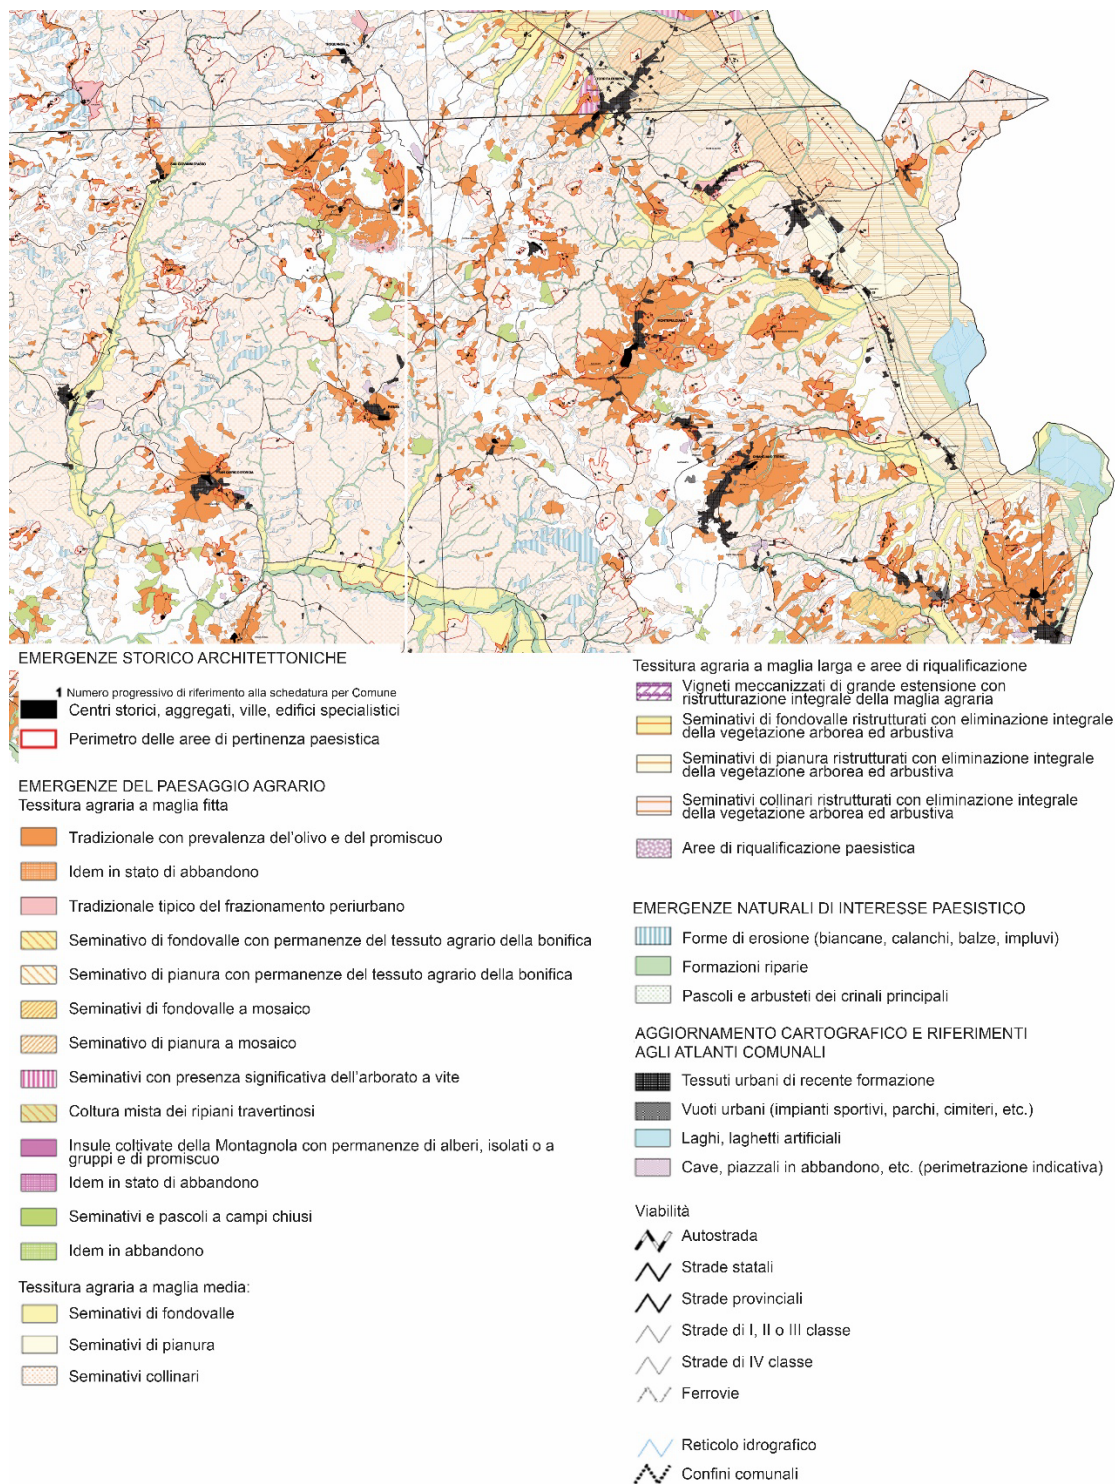 TREQUANDA
MONTEPULCIANO
PIENZA
CHIANCIANO TERME
EMERGENZE STORICO ARCHITETTONICHE
1 Numero progressivo di riferimento alla schedatura per Comune
Centri storici, aggregati, ville, edifici specialistici
Perimetro delle aree di pertinenza paesistica
EMERGENZE DEL PAESAGGIO AGRARIO
Tessitura agraria a maglia fitta
Tradizionale con prevalenza del'olivo e del promiscuo
Idem in stato di abbandono
Tradizionale tipico del frazionamento periurbano
Seminativo di fondovalle con permanenze del tessuto agrario della bonifica
Seminativo di pianura con permanenze del tessuto agrario della bonifica
Seminativi di fondovalle a mosaico
Seminativo di pianura a mosaico
Seminativi con presenza significativa dell'arborato a vite
Coltura mista dei ripiani travertinosi
Insule coltivate della Montagnola con permanenze di alberi, isolati o a
gruppi e di promiscuo
Idem in stato di abbandono
Seminativi e pascoli a campi chiusi
Idem in abbandono
Tessitura agraria a maglia media:
Seminativi di fondovalle
Seminativi di pianura
Seminativi collinari
Tessitura agraria a maglia larga e aree di riqualificazione
Vigneti meccanizzati di grande estensione con
ristrutturazione integrale della maglia agraria
Seminativi di fondovalle ristrutturati con eliminazione integrale
della vegetazione arborea ed arbustiva
Seminativi di pianura ristrutturati con eliminazione integrale
della vegetazione arborea ed arbustiva
Seminativi collinari ristrutturati con eliminazione integrale
della vegetazione arborea ed arbustiva
Aree di riqualificazione paesistica
EMERGENZE NATURALI DI INTERESSE PAESISTICO
Forme di erosione (biancane, calanchi, balze, impluvi)
Formazioni riparie
Pascoli e arbusteti dei crinali principali
AGGIORNAMENTO CARTOGRAFICO E RIFERIMENTI
AGLI ATLANTI COMUNALI
Tessuti urbani di recente formazione
Vuoti urbani (impianti sportivi, parchi, cimiteri, etc.)
Laghi, laghetti artificiali
Cave, piazzali in abbandono, etc. (perimetrazione indicativa)
Viabilità
Autostrada
Strade statali
Strade provinciali
Strade di I, II o III classe
Strade di IV classe
Ferrovie
Reticolo idrografico
Confini comunali